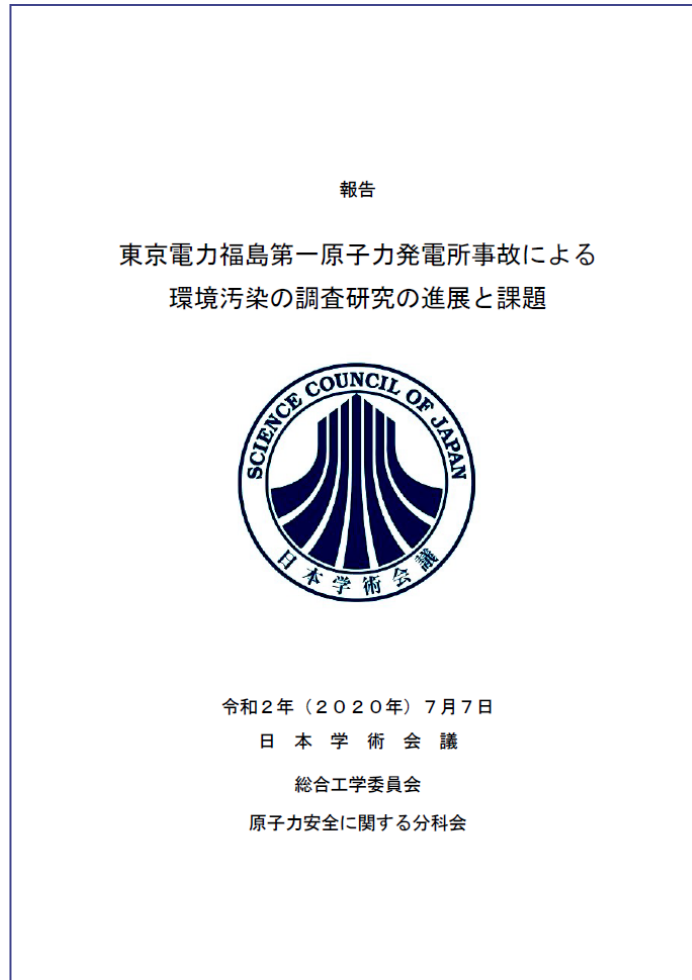 報告
東京電力福島第一原子力発電所事故による
環境汚染の調査研究の進展と課題
SCIENCE COUNCIL OF JAPAN
日本学術会議
令和２年（２０２０年）７月７日
日 本 学 術 会 議
総合工学委員会
原子力安全に関する分科会